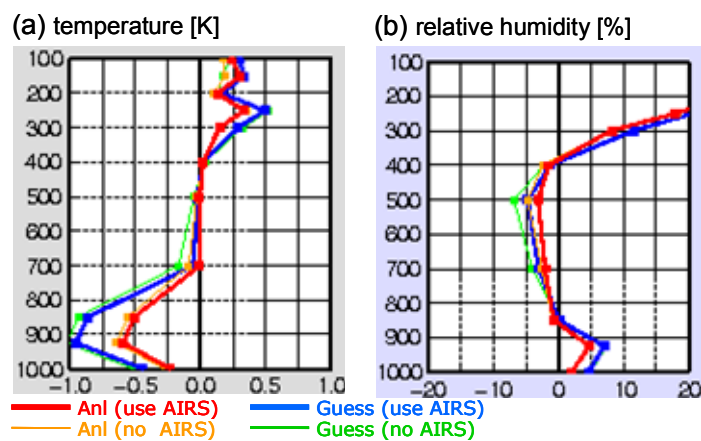 (a) temperature [K]
(b) relative humidity [%]
100
200
300
400
500
600
700
800
900
1000
-1.0 -0.5 0.0 0.5 1.0
100
200
300
400
500
600
700
800
900
1000
-20 -10 0 10 20
Anl (use AIRS)
Guess (use AIRS)
Anl (no AIRS)
Guess (no AIRS)